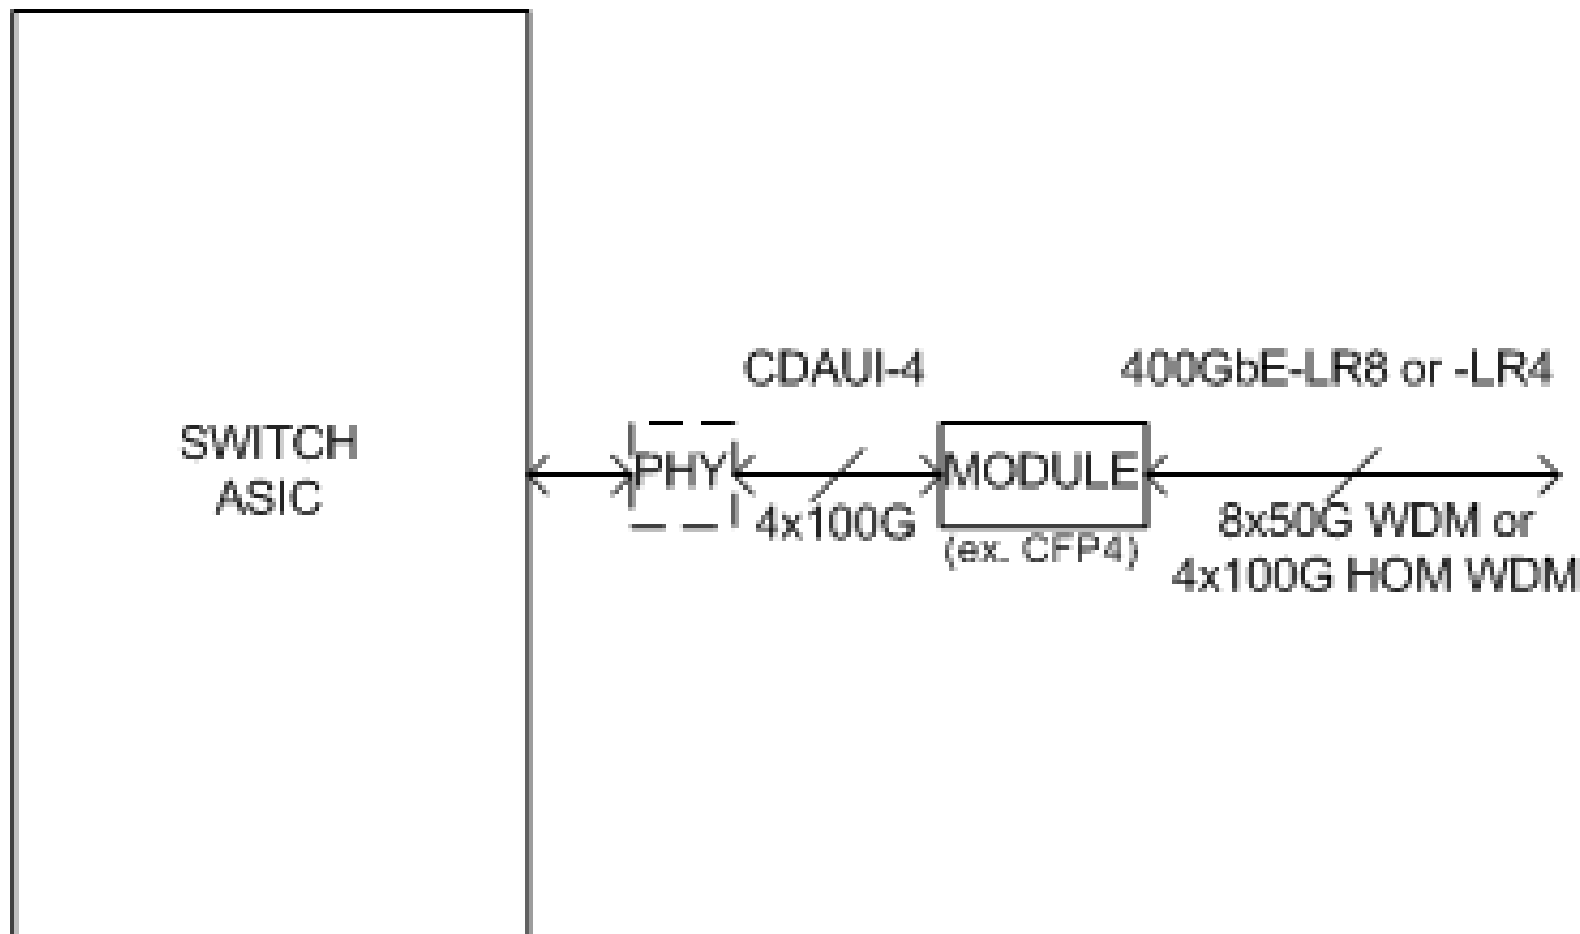 CDAUI-4
400GbE-LR8 or -LR4
SWITCH
ASIC
PHY
MODULE
4x100G
(ex. CFP4)
8x50G WDM or
4x100G HOM WDM